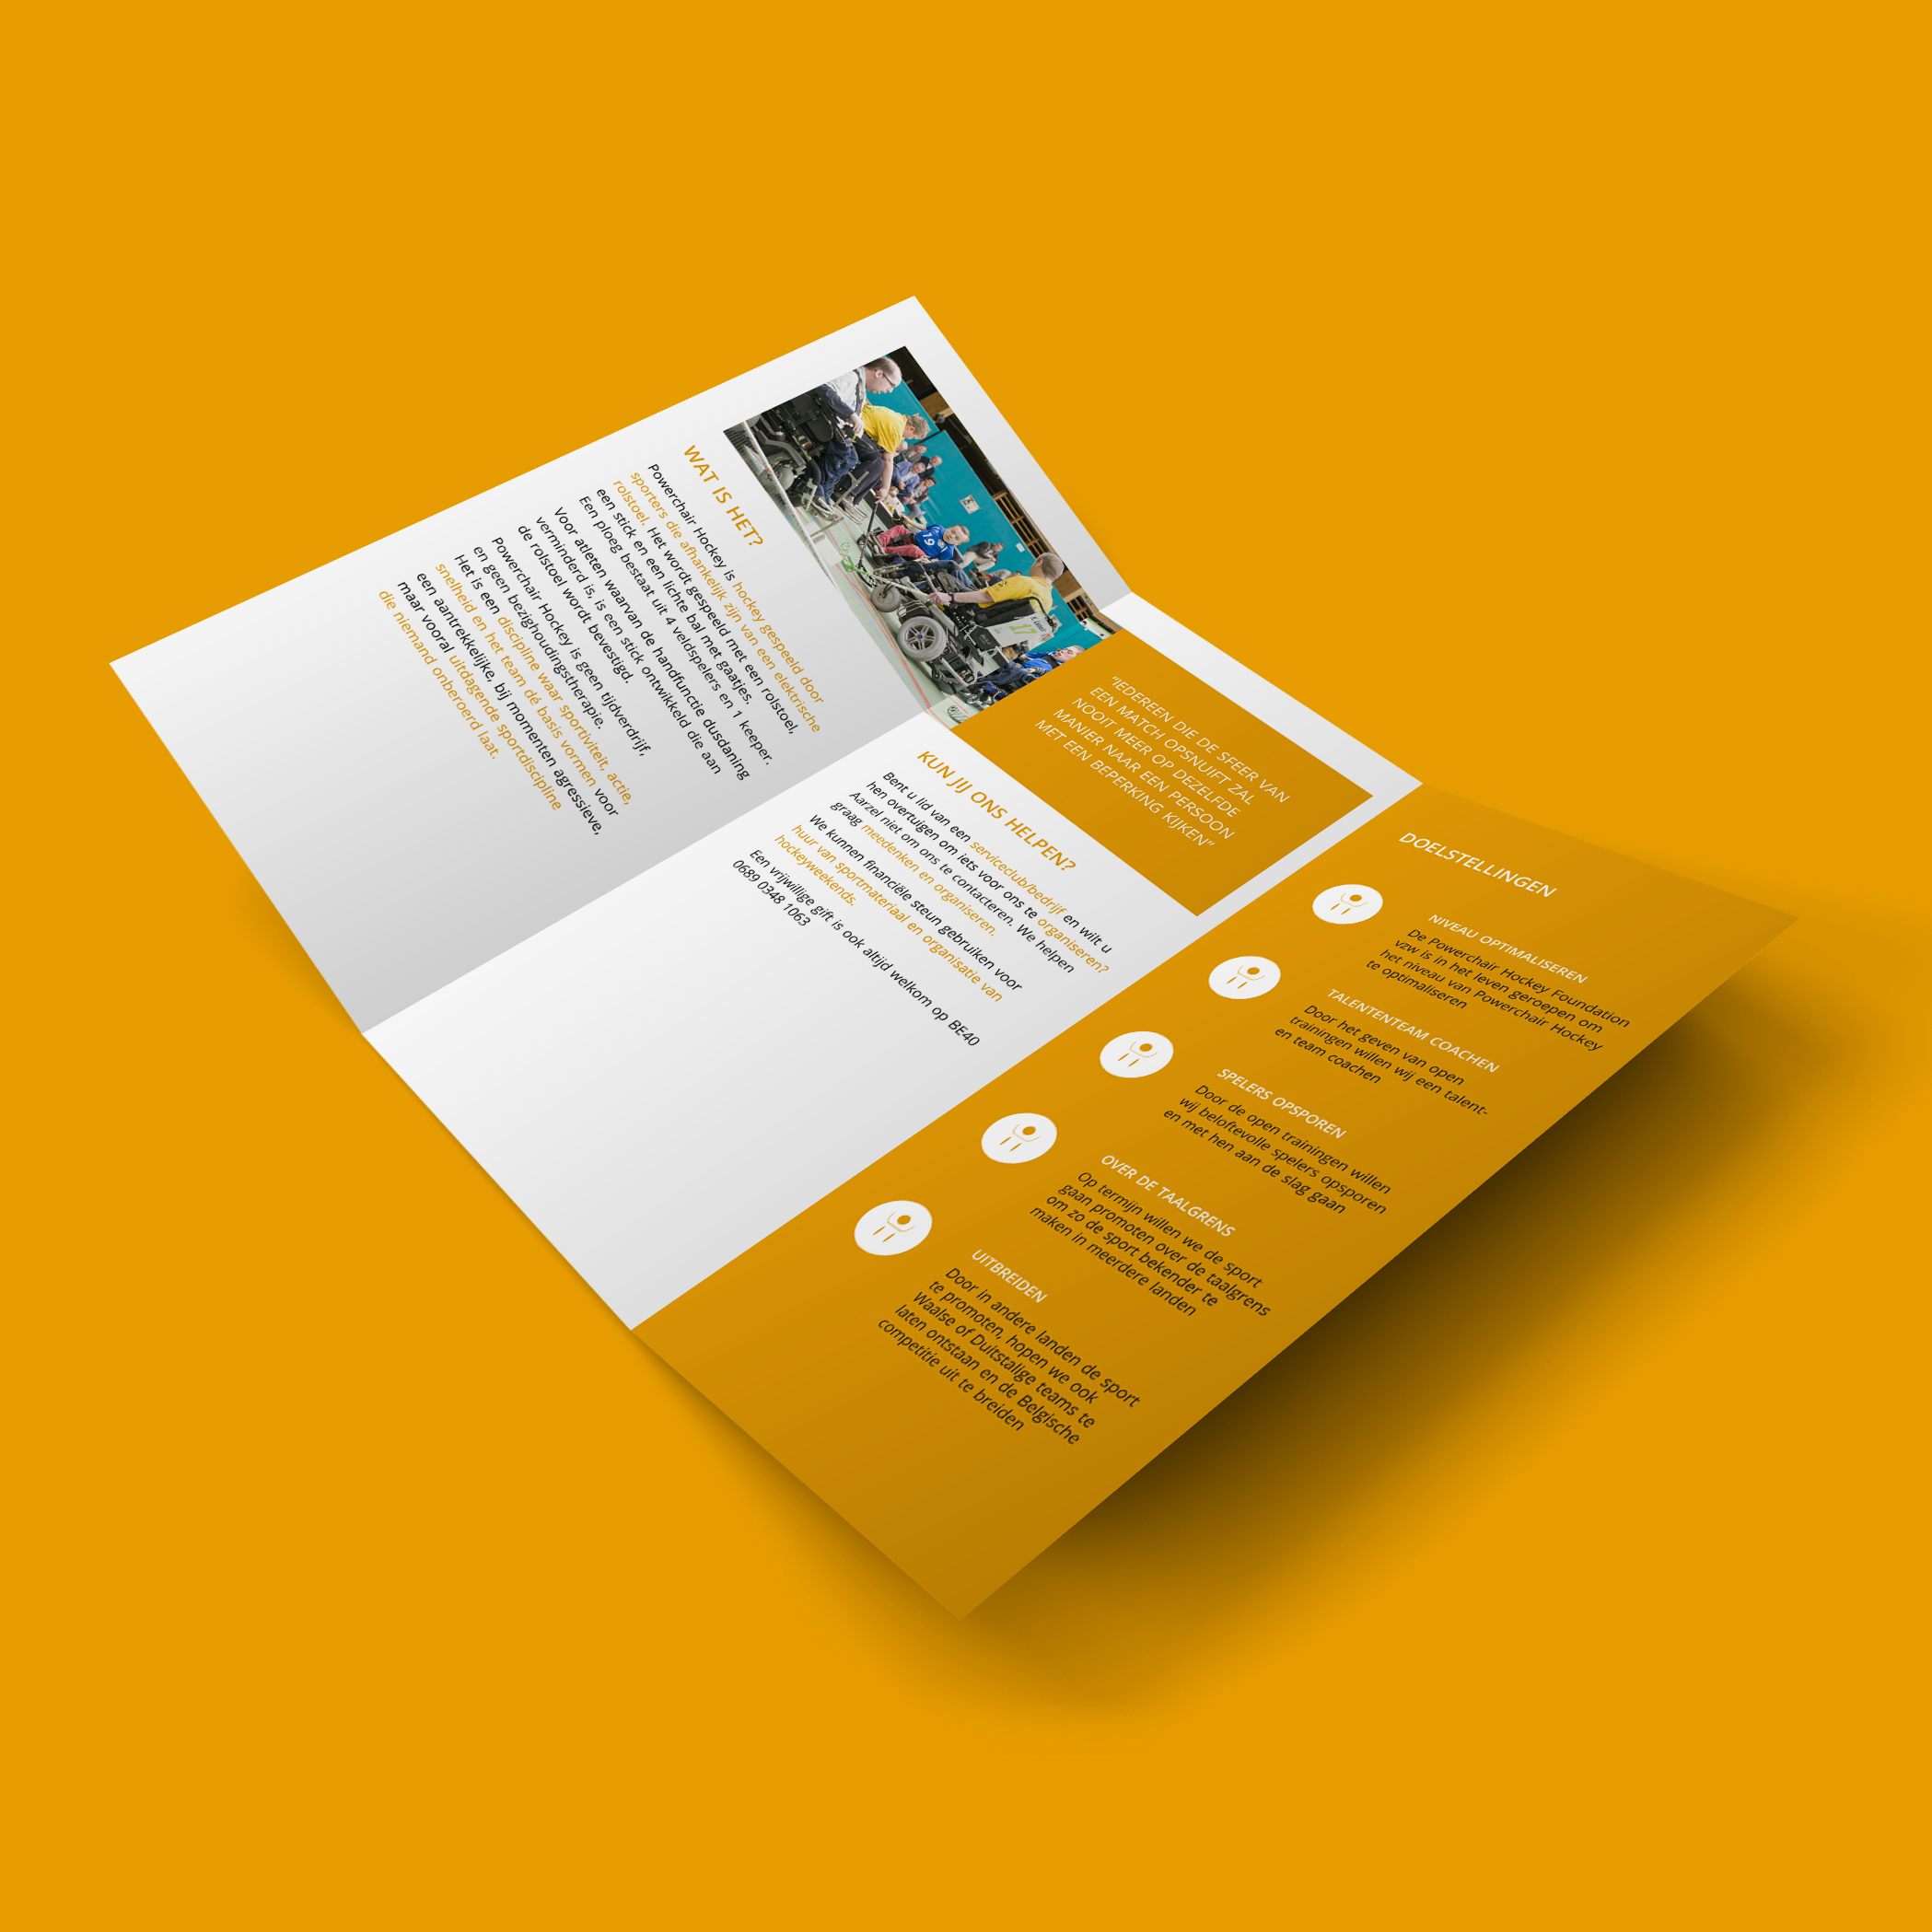 WAT IS HET?
Powerchair Hockey is hockey gespeeld door
sporters die afhankelijk zijn van een elektrische
rolstoel. Het wordt gespeeld met een rolstoel,
een stick en een lichte bal met gaatjes.
Een ploeg bestaat uit 4 veldspelers en 1 keeper.
Voor atleten waarvan de handfunctie dusdaning
verminderd is, is een stick ontwikkeld die aan
de rolstoel wordt bevestigd.
Powerchair Hockey is geen tijdverdrijf,
en geen bezighoudingstherapie.
Het is een discipline waar sportiviteit, actie,
snelheid en het team dé basis vormen voor
een aantrekkelijke, bij momenten agressieve,
maar vooral uitdagende sportdiscipline
die niemand onberoerd laat.
19
17
“IEDEREEN DIE DE SFEER VAN
EEN MATCH OPSNUIFT ZAL
NOOIT MEER OP DEZELFDE
MANIER NAAR EEN PERSOON
MET EEN BEPERKING KIJKEN”
KUN JIJ ONS HELPEN?
Bent u lid van een serviceclub/bedrijf en wilt u
hen overtuigen om iets voor ons te organiseren?
Aarzel niet om ons te contacteren. We helpen
graag meedenken en organiseren.
We kunnen financiële steun gebruiken voor
huur van sportmateriaal en organisatie van
hockeyweekends.
Een vrijwillige gift is ook altijd welkom op BE40
0689 0348 1063
DOELSTELLINGEN
NIVEAU OPTIMALISEREN
De Powerchair Hockey Foundation
vzw is in het leven geroepen om
het niveau van Powerchair Hockey
te optimaliseren
TALENTENTEAM COACHEN
Door het geven van open
trainingen willen wij een talent-
en team coachen
SPELERS OPSPOREN
Door de open trainingen willen
wij beloftevolle spelers opsporen
en met hen aan de slag gaan
OVER DE TAALGRENS
Op termijn willen we de sport
gaan promoten over de taalgrens
om zo de sport bekender te
maken in meerdere landen
UITBREIDEN
Door in andere landen de sport
te promoten, hopen we ook
Waalse of Duitstalige teams te
laten ontstaan en de Belgische
competitie uit te breiden